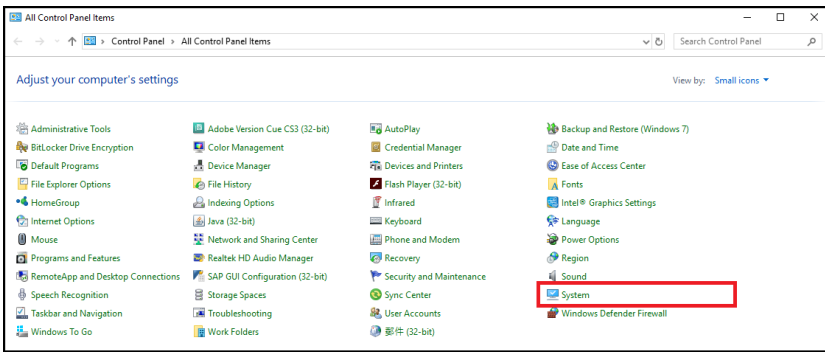 All Control Panel Items
Control Panel > All Control Panel Items
Search Control Panel
Adjust your computer's settings
View by: Small icons
Administrative Tools
Adobe Version Cue CS3 (32-bit)
AutoPlay
Backup and Restore (Windows 7)
BitLocker Drive Encryption
Color Management
Credential Manager
Date and Time
Default Programs
Device Manager
Devices and Printers
Ease of Access Center
File Explorer Options
File History
Flash Player (32-bit)
Fonts
HomeGroup
Indexing Options
Infrared
Intel® Graphics Settings
Internet Options
Java (32-bit)
Keyboard
Language
Mouse
Network and Sharing Center
Phone and Modem
Power Options
Programs and Features
Realtek HD Audio Manager
Recovery
Region
RemoteApp and Desktop Connections
SAP GUI Configuration (32-bit)
Security and Maintenance
Sound
Speech Recognition
Storage Spaces
Sync Center
System
Taskbar and Navigation
Troubleshooting
User Accounts
Windows Defender Firewall
Windows To Go
Work Folders
郵件 (32-bit)